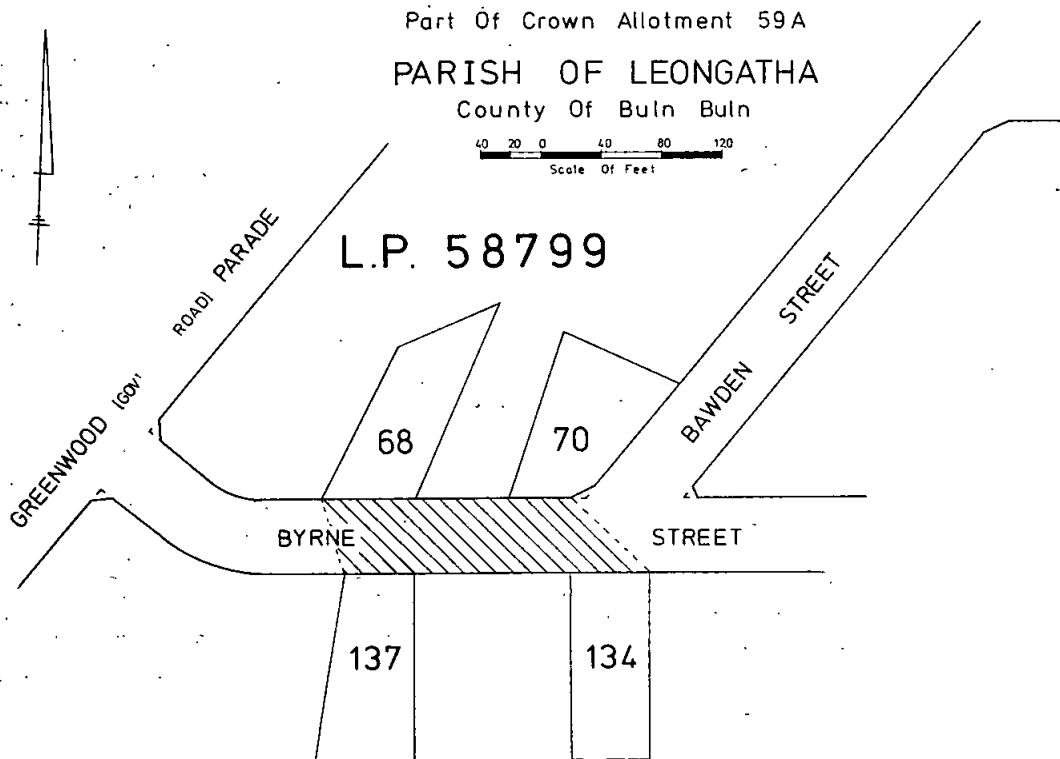 Part Of Crown Allotment 59A
PARISH OF LEONGATHA
County Of Buln Buln
40 20 0 40 80 120
Scale Of Feet
L.P. 58799
GREENWOOD (GOV' ROAD) PARADE
BAWDEN STREET
68
70
BYRNE STREET
137
134